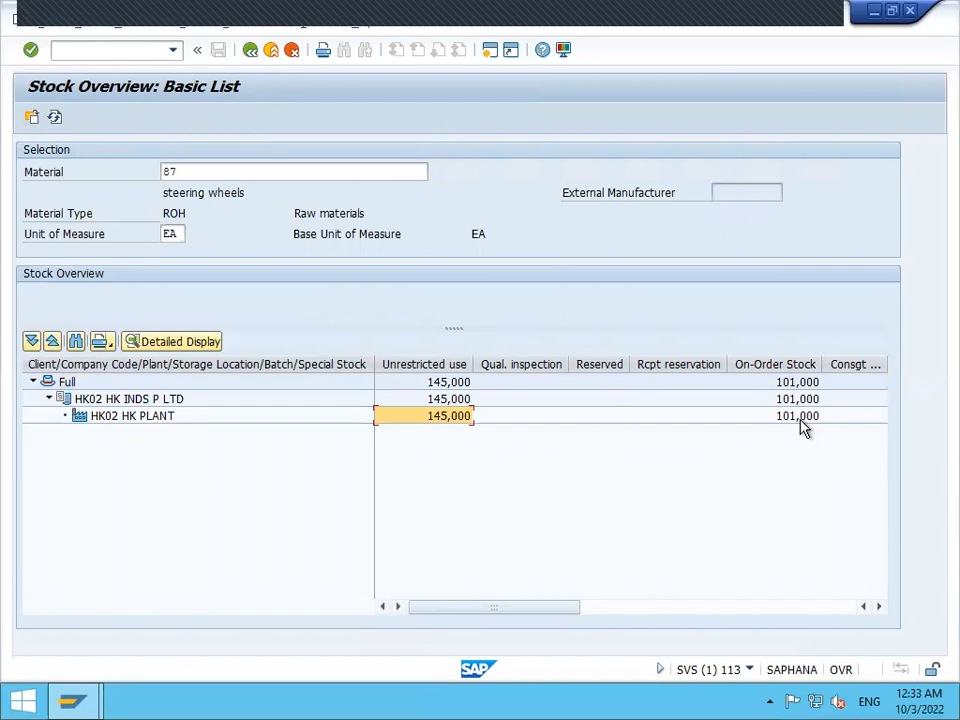 Stock Overview: Basic List
Selection
Material 87
steering wheels External Manufacturer
Material Type ROH Raw materials
Unit of Measure EA Base Unit of Measure EA
Stock Overview
Detailed Display
Client/Company Code/Plant/Storage Location/Batch/Special Stock Unrestricted use Qual. inspection Reserved Rcpt reservation On-Order Stock Consgt ...
Full 145,000 101,000
HK02 HK INDS P LTD 145,000 101,000
HK02 HK PLANT 145,000 101,000
SAP SVS (1) 113 SAPHANA OVR
12:33 AM
ENG
10/3/2022